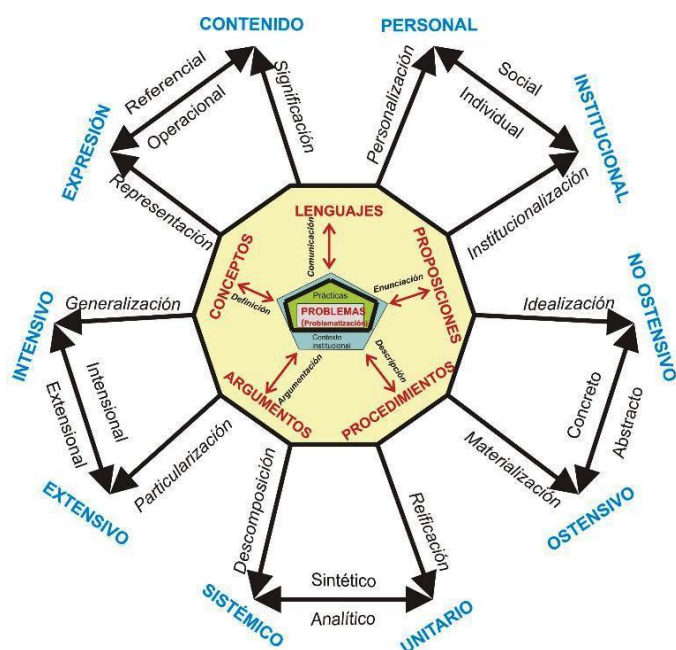 CONTENIDO
PERSONAL
Referencial
Operacional
Significación
Personalización
Social
Individual
EXPRESIÓN
INSTITUCIONAL
Representación
Institucionalización
LENGUAJES
Comunicación
CONCEPTOS
PROPOSICIONES
Definición
Enunciación
Prácticas
PROBLEMAS
(Problematización)
Contexto
institucional
Argumentación
Descripción
ARGUMENTOS
PROCEDIMIENTOS
INTENSIVO
Generalización
Intensional
Extensional
Particularización
EXTENSIVO
NO OSTENSIVO
Idealización
Concreto
Abstracto
Materialización
OSTENSIVO
Descomposición
Reificación
Sintético
Analítico
SISTÉMICO
UNITARIO